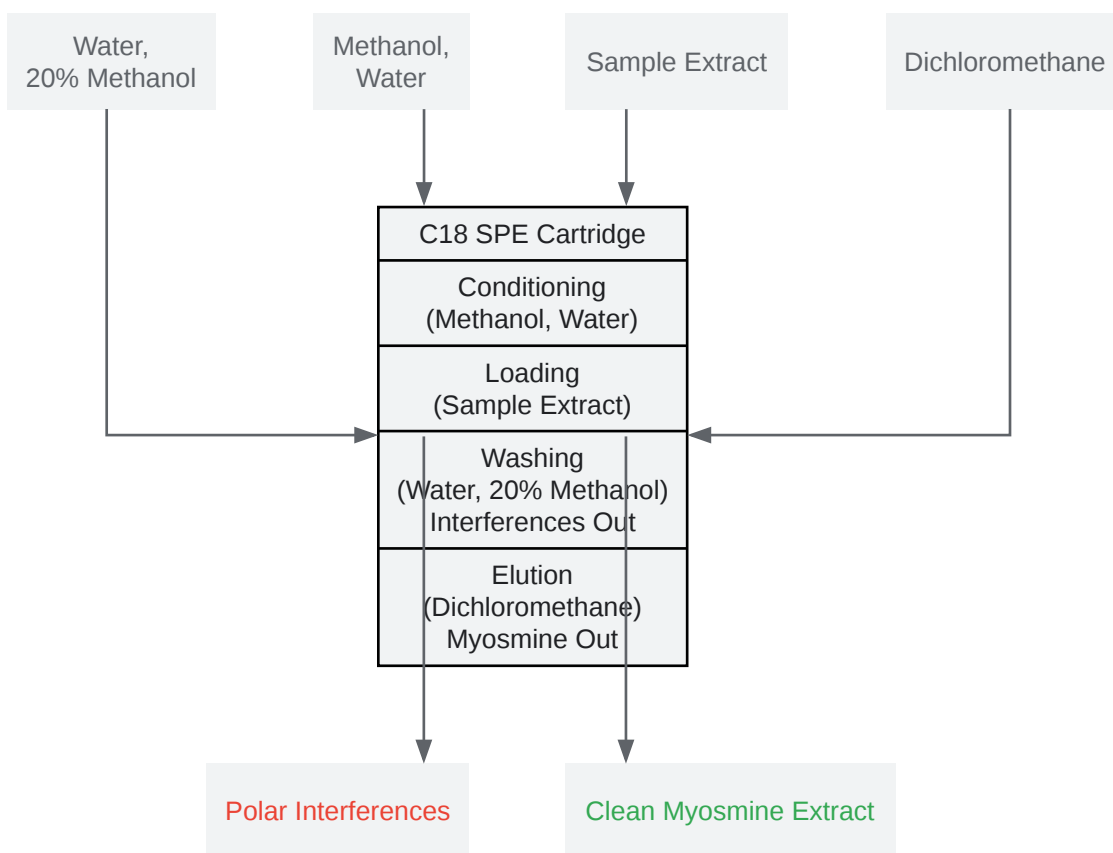 Water,
20% Methanol
Methanol,
Water
Sample Extract
Dichloromethane
C18 SPE Cartridge
Conditioning
(Methanol, Water)
Loading
(Sample Extract)
Washing
(Water, 20% Methanol)
Interferences Out
Elution
(Dichloromethane)
Myosmine Out
Polar Interferences
Clean Myosmine Extract